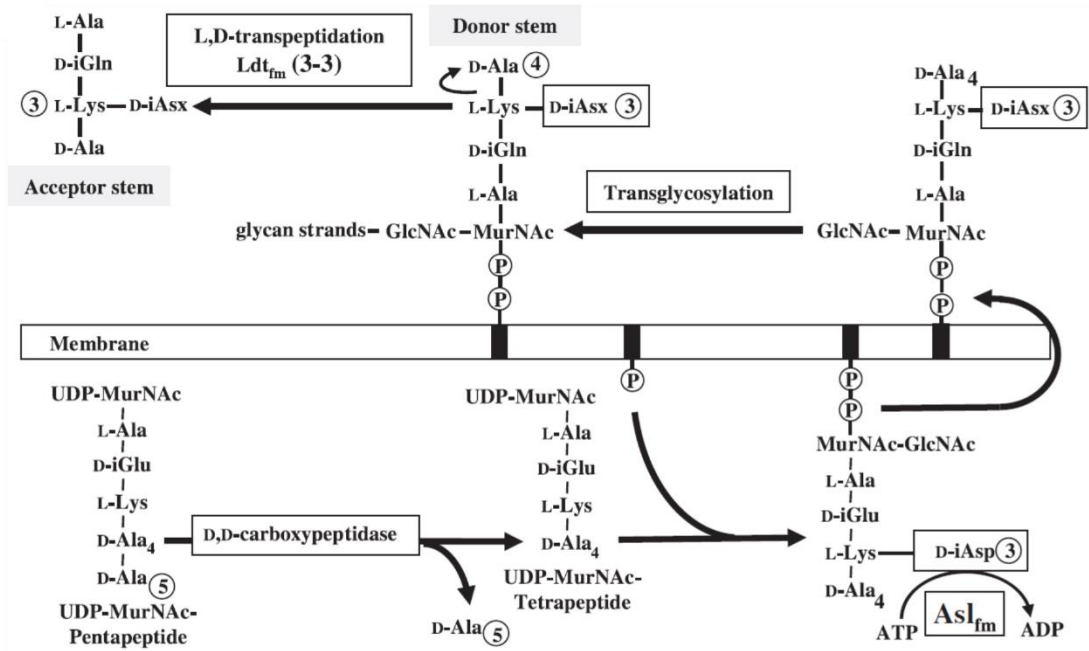 L-Ala
D-iGln
③ L-Lys — D-iAsx
D-Ala
Acceptor stem
L,D-transpeptidation
Ldtfm (3-3)
Donor stem
D-Ala ④
L-Lys — D-iAsx ③
D-iGln
L-Ala
glycan strands – GlcNAc – MurNAc
P
P
Transglycosylation
D-Ala4
L-Lys — D-iAsx ③
D-iGln
L-Ala
GlcNAc – MurNAc
P
P
Membrane
UDP-MurNAc
L-Ala
D-iGlu
L-Lys
D-Ala4
D-Ala ⑤
UDP-MurNAc-
Pentapeptide
D,D-carboxypeptidase
D-Ala ⑤
UDP-MurNAc
L-Ala
D-iGlu
L-Lys
D-Ala4
UDP-MurNAc-
Tetrapeptide
P
P
P
MurNAc-GlcNAc
L-Ala
D-iGlu
L-Lys — D-iAsp ③
D-Ala4
ATP
Aslfm
ADP